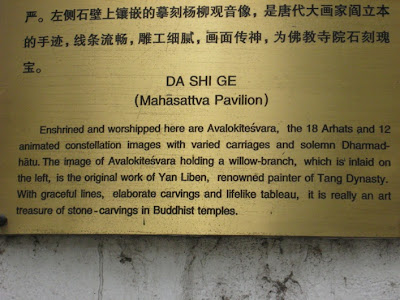 严。左侧石壁上镶嵌的摹刻杨柳观音像，是唐代大画家阎立本
的手迹，线条流畅，雕工细腻，画面传神，为佛教寺院石刻瑰
宝。
DA SHI GE
(Mahāsattva Pavilion)
Enshrined and worshipped here are Avalokiteśvara, the 18 Arhats and 12
animated constellation images with varied carriages and solemn Dharmad-
hātu. The image of Avalokiteśvara holding a willow-branch, which is inlaid on
the left, is the original work of Yan Liben, renowned painter of Tang Dynasty.
With graceful lines, elaborate carvings and lifelike tableau, it is really an art
treasure of stone-carvings in Buddhist temples.